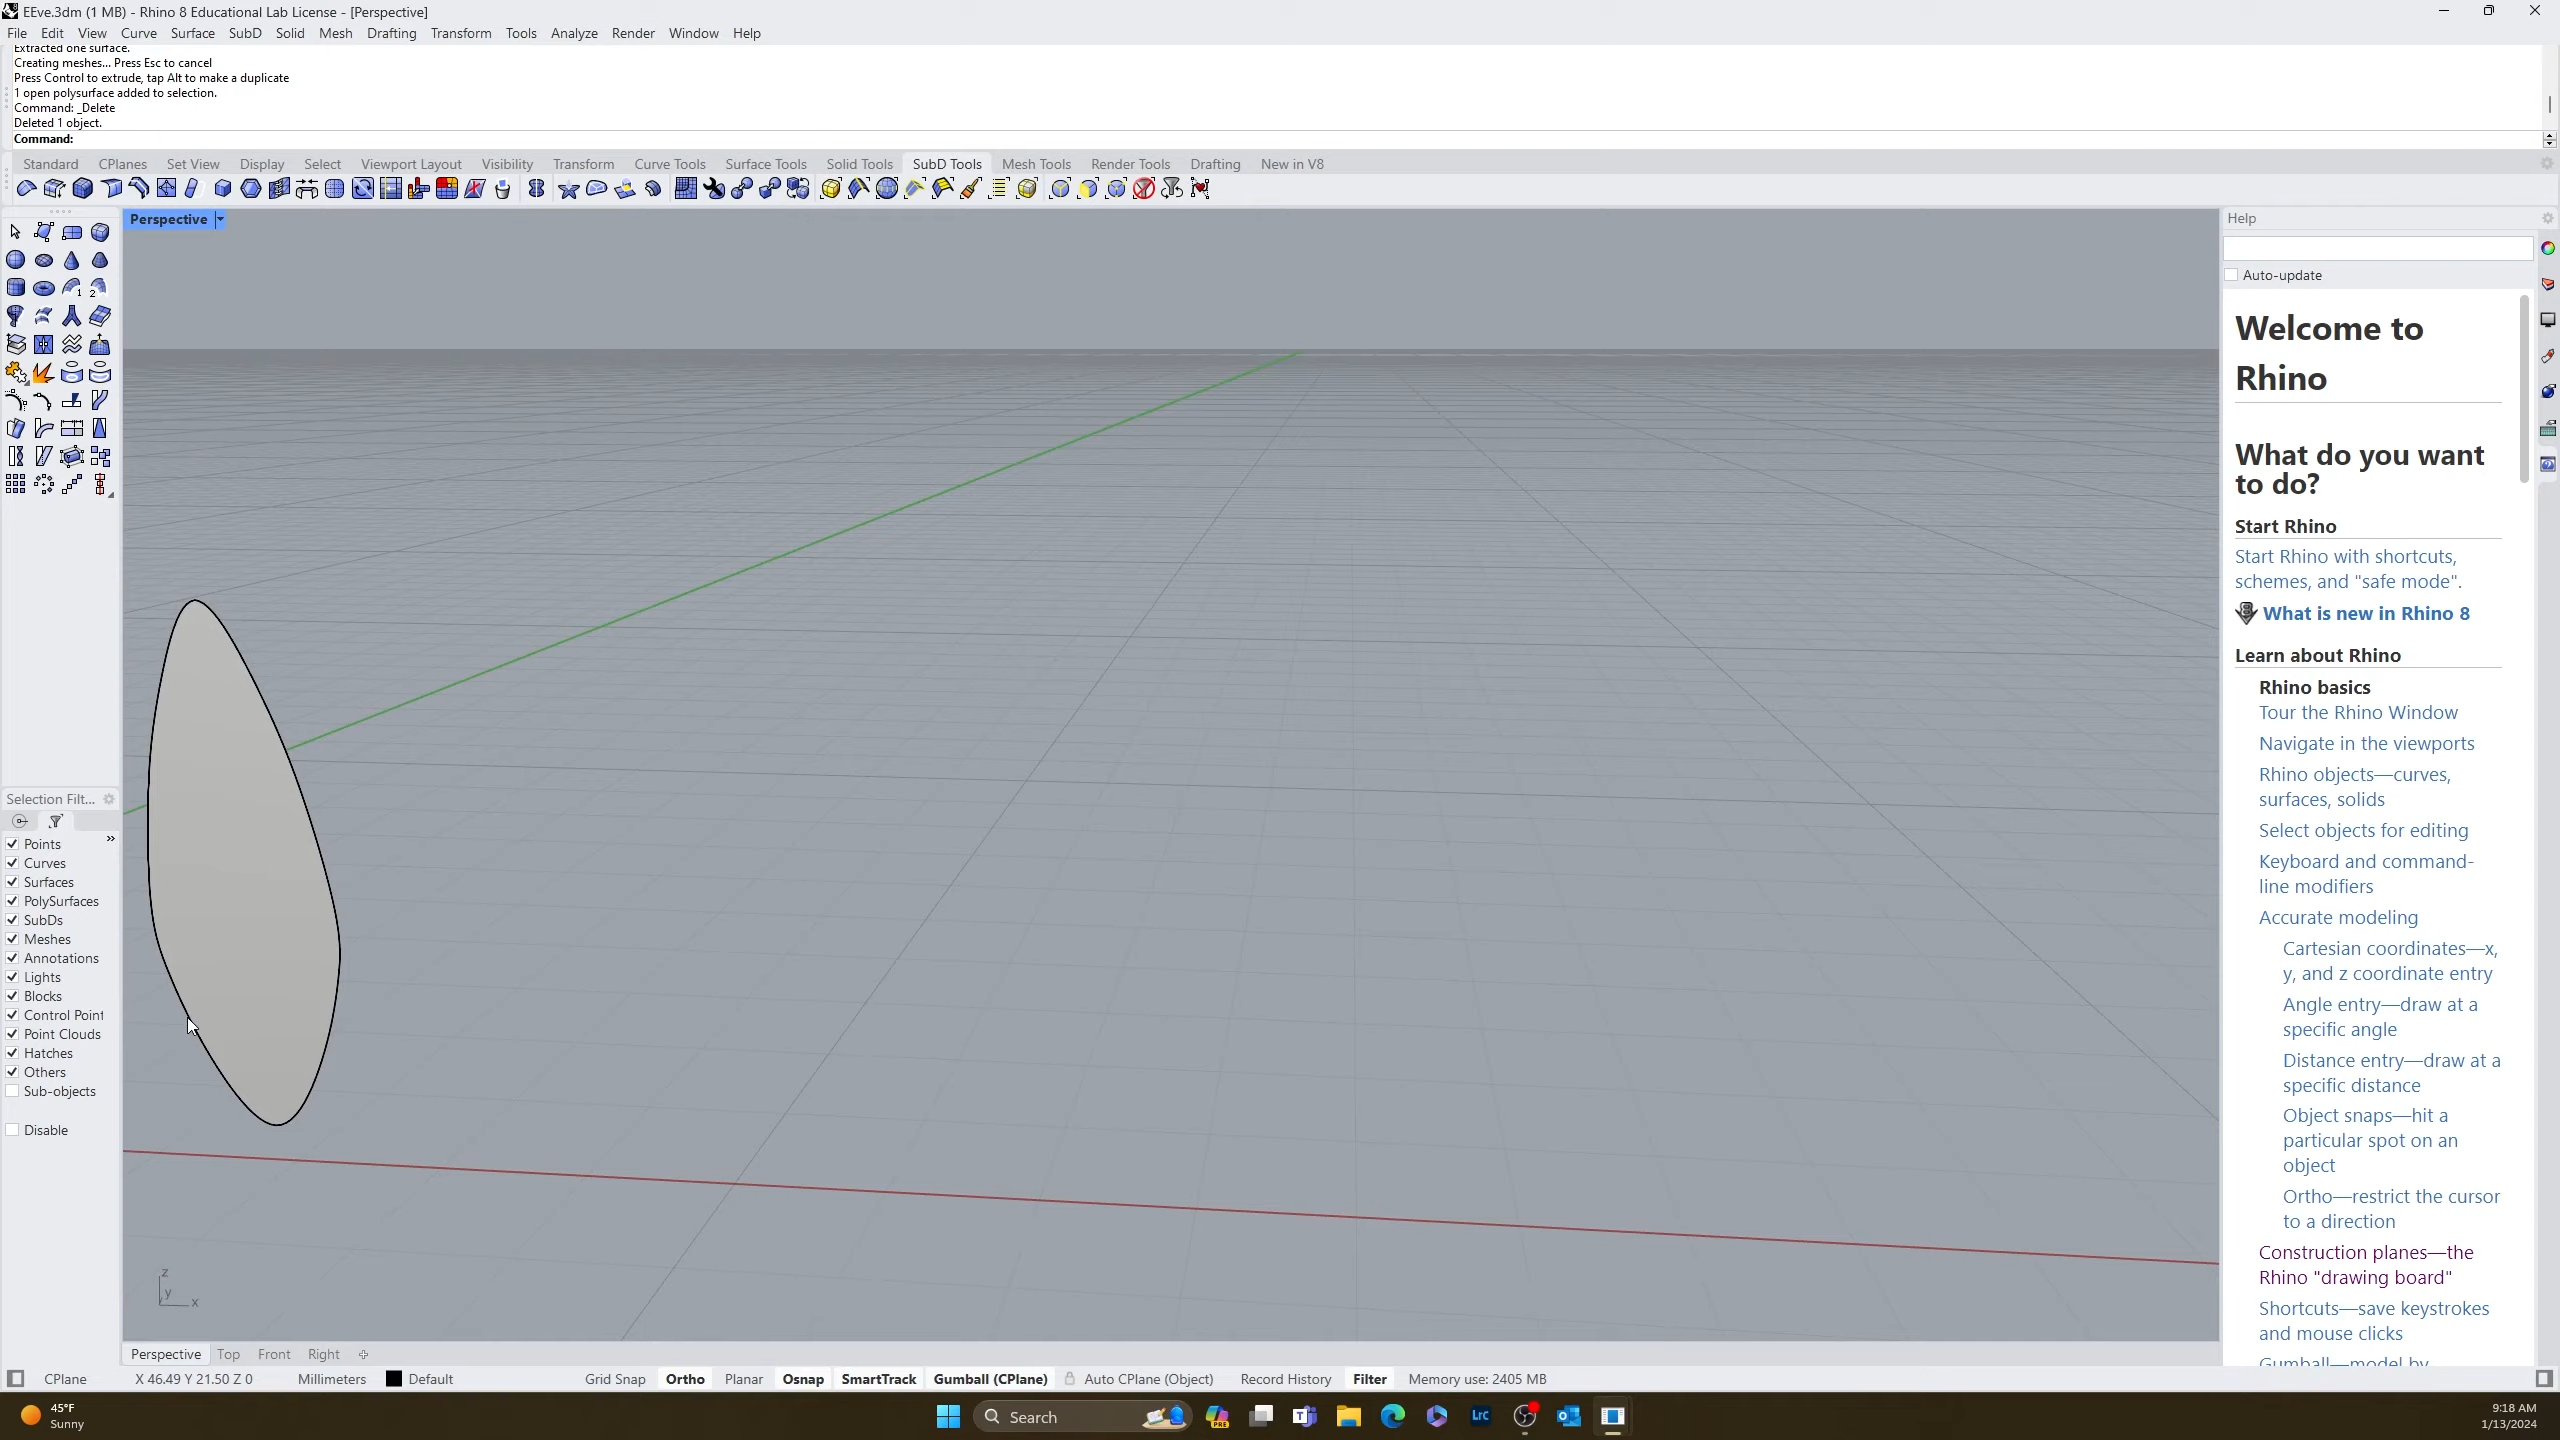 EEve.3dm (1 MB) - Rhino 8 Educational Lab License - [Perspective]
File Edit View Curve Surface SubD Solid Mesh Drafting Transform Tools Analyze Render Window Help
Extracted one surface.
Creating meshes... Press Esc to cancel
Press Control to extrude, tap Alt to make a duplicate
1 open polysurface added to selection.
Command: _Delete
Deleted 1 object.
Command:
Standard CPlanes Set View Display Select Viewport Layout Visibility Transform Curve Tools Surface Tools Solid Tools SubD Tools Mesh Tools Render Tools Drafting New in V8
Perspective
Help
Auto-update
Welcome to
Rhino
What do you want
to do?
Start Rhino
Start Rhino with shortcuts,
schemes, and "safe mode".
What is new in Rhino 8
Learn about Rhino
Rhino basics
Tour the Rhino Window
Navigate in the viewports
Rhino objects—curves,
surfaces, solids
Select objects for editing
Keyboard and command-
line modifiers
Accurate modeling
Cartesian coordinates—x,
y, and z coordinate entry
Angle entry—draw at a
specific angle
Distance entry—draw at a
specific distance
Object snaps—hit a
particular spot on an
object
Ortho—restrict the cursor
to a direction
Construction planes—the
Rhino "drawing board"
Shortcuts—save keystrokes
and mouse clicks
Gumball—model by
Selection Filt...
Points
Curves
Surfaces
PolySurfaces
SubDs
Meshes
Annotations
Lights
Blocks
Control Point
Point Clouds
Hatches
Others
Sub-objects
Disable
z
y
x
Perspective Top Front Right
CPlane X 46.49 Y 21.50 Z 0 Millimeters Default Grid Snap Ortho Planar Osnap SmartTrack Gumball (CPlane) Auto CPlane (Object) Record History Filter Memory use: 2405 MB
45°F
Sunny
Search
PRE
Lrc
9:18 AM
1/13/2024